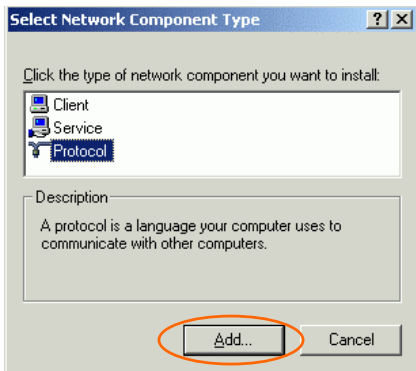 Select Network Component Type
Click the type of network component you want to install:
Client
Service
Protocol
Description
A protocol is a language your computer uses to
communicate with other computers.
Add...
Cancel